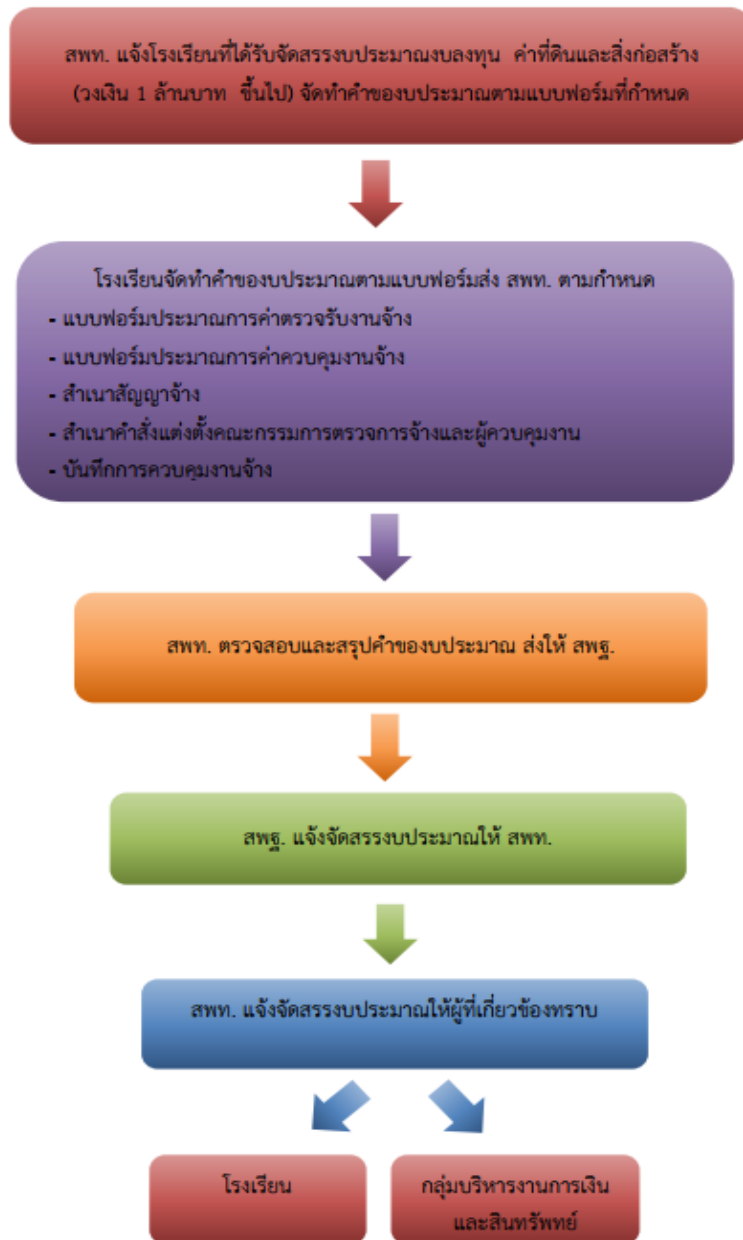 สพท. แจ้งโรงเรียนที่ได้รับจัดสรรงบประมาณงบลงทุน ค่าที่ดินและสิ่งก่อสร้าง
(วงเงิน 1 ล้านบาท ขึ้นไป) จัดทำคำของบประมาณตามแบบฟอร์มที่กำหนด
โรงเรียนจัดทำคำของบประมาณตามแบบฟอร์มส่ง สพท. ตามกำหนด
- แบบฟอร์มประมาณการค่าตรวจรับงานจ้าง
- แบบฟอร์มประมาณการค่าควบคุมงานจ้าง
- สำเนาสัญญาจ้าง
- สำเนาคำสั่งแต่งตั้งคณะกรรมการตรวจการจ้างและผู้ควบคุมงาน
- บันทึกการควบคุมงานจ้าง
สพท. ตรวจสอบและสรุปคำของบประมาณ ส่งให้ สพฐ.
สพฐ. แจ้งจัดสรรงบประมาณให้ สพท.
สพท. แจ้งจัดสรรงบประมาณให้ผู้ที่เกี่ยวข้องทราบ
โรงเรียน
กลุ่มบริหารงานการเงิน
และสินทรัพย์